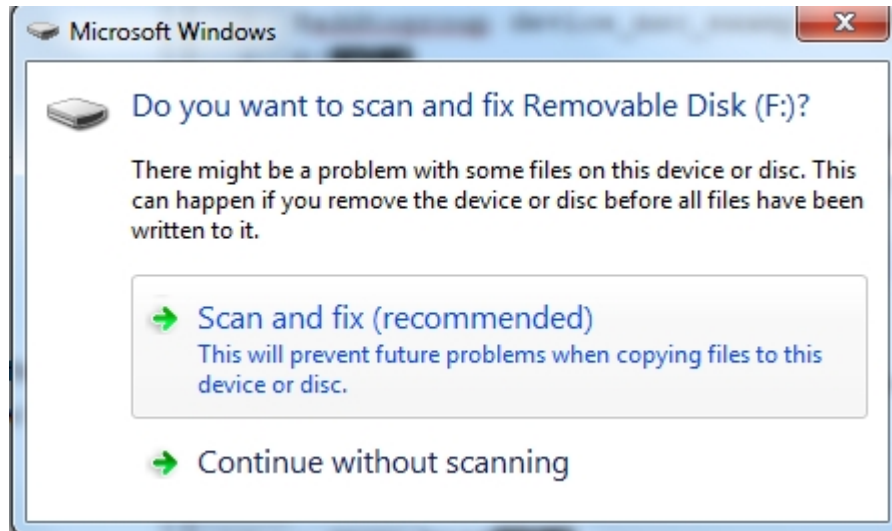 Microsoft Windows
Do you want to scan and fix Removable Disk (F:)?
There might be a problem with some files on this device or disc. This
can happen if you remove the device or disc before all files have been
written to it.
Scan and fix (recommended)
This will prevent future problems when copying files to this
device or disc.
Continue without scanning